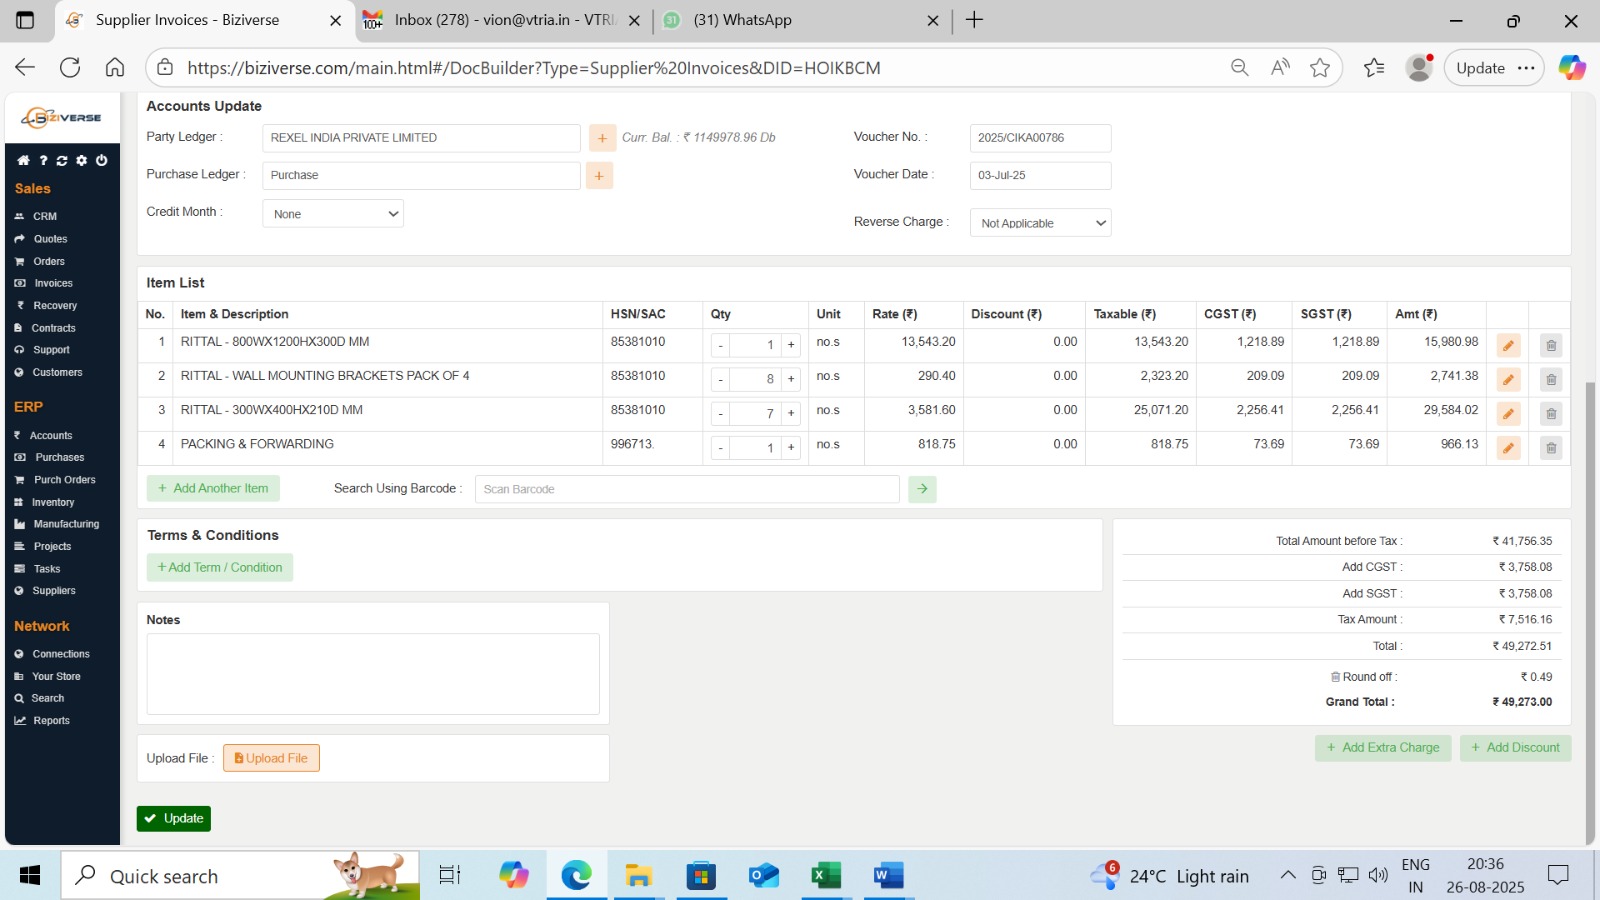 Supplier Invoices - Biziverse
Inbox (278) - vion@vtria.in - VTRI
(31) WhatsApp
https://biziverse.com/main.html#/DocBuilder?Type=Supplier%20Invoices&DID=HOIKBCM
Update
BIZIVERSE
Sales
CRM
Quotes
Orders
Invoices
Recovery
Contracts
Support
Customers
ERP
Accounts
Purchases
Purch Orders
Inventory
Manufacturing
Projects
Tasks
Suppliers
Network
Connections
Your Store
Search
Reports
Accounts Update
Party Ledger : REXEL INDIA PRIVATE LIMITED + Curr. Bal. : ₹ 1149978.96 Db Voucher No. : 2025/CIKA00786
Purchase Ledger : Purchase + Voucher Date : 03-Jul-25
Credit Month : None Reverse Charge : Not Applicable
Item List
No. Item & Description HSN/SAC Qty Unit Rate (₹) Discount (₹) Taxable (₹) CGST (₹) SGST (₹) Amt (₹)
1 RITTAL - 800WX1200HX300D MM 85381010 - 1 + no.s 13,543.20 0.00 13,543.20 1,218.89 1,218.89 15,980.98
2 RITTAL - WALL MOUNTING BRACKETS PACK OF 4 85381010 - 8 + no.s 290.40 0.00 2,323.20 209.09 209.09 2,741.38
3 RITTAL - 300WX400HX210D MM 85381010 - 7 + no.s 3,581.60 0.00 25,071.20 2,256.41 2,256.41 29,584.02
4 PACKING & FORWARDING 996713. - 1 + no.s 818.75 0.00 818.75 73.69 73.69 966.13
+ Add Another Item Search Using Barcode : Scan Barcode
Terms & Conditions
+ Add Term / Condition
Total Amount before Tax : ₹ 41,756.35
Add CGST : ₹ 3,758.08
Add SGST : ₹ 3,758.08
Tax Amount : ₹ 7,516.16
Total : ₹ 49,272.51
Round off : ₹ 0.49
Grand Total : ₹ 49,273.00
+ Add Extra Charge + Add Discount
Notes
Upload File : Upload File
Update
Quick search
6
24°C Light rain
ENG
IN
20:36
26-08-2025